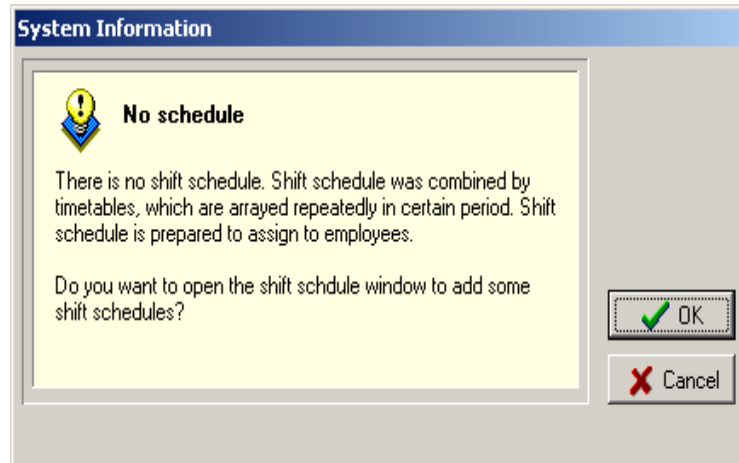 System Information
No schedule
There is no shift schedule. Shift schedule was combined by
timetables, which are arrayed repeatedly in certain period. Shift
schedule is prepared to assign to employees.
Do you want to open the shift schdule window to add some
shift schedules?
OK
Cancel